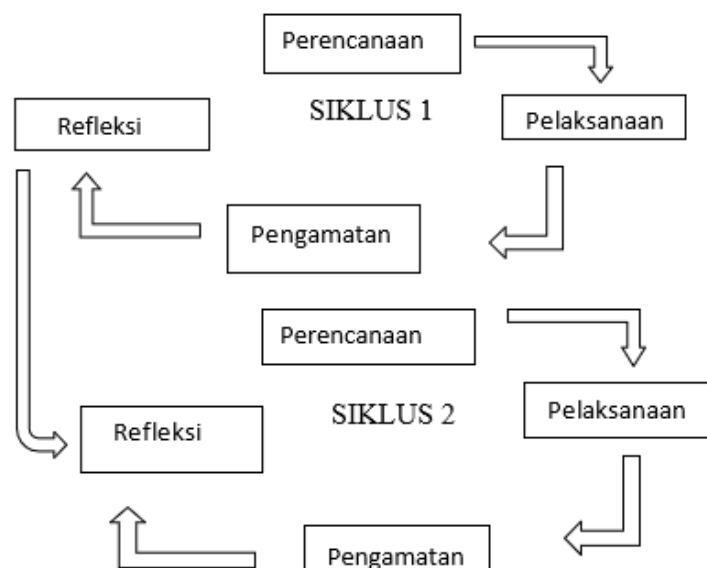 Perencanaan
SIKLUS 1
Pelaksanaan
Refleksi
Pengamatan
Perencanaan
SIKLUS 2
Pelaksanaan
Refleksi
Pengamatan